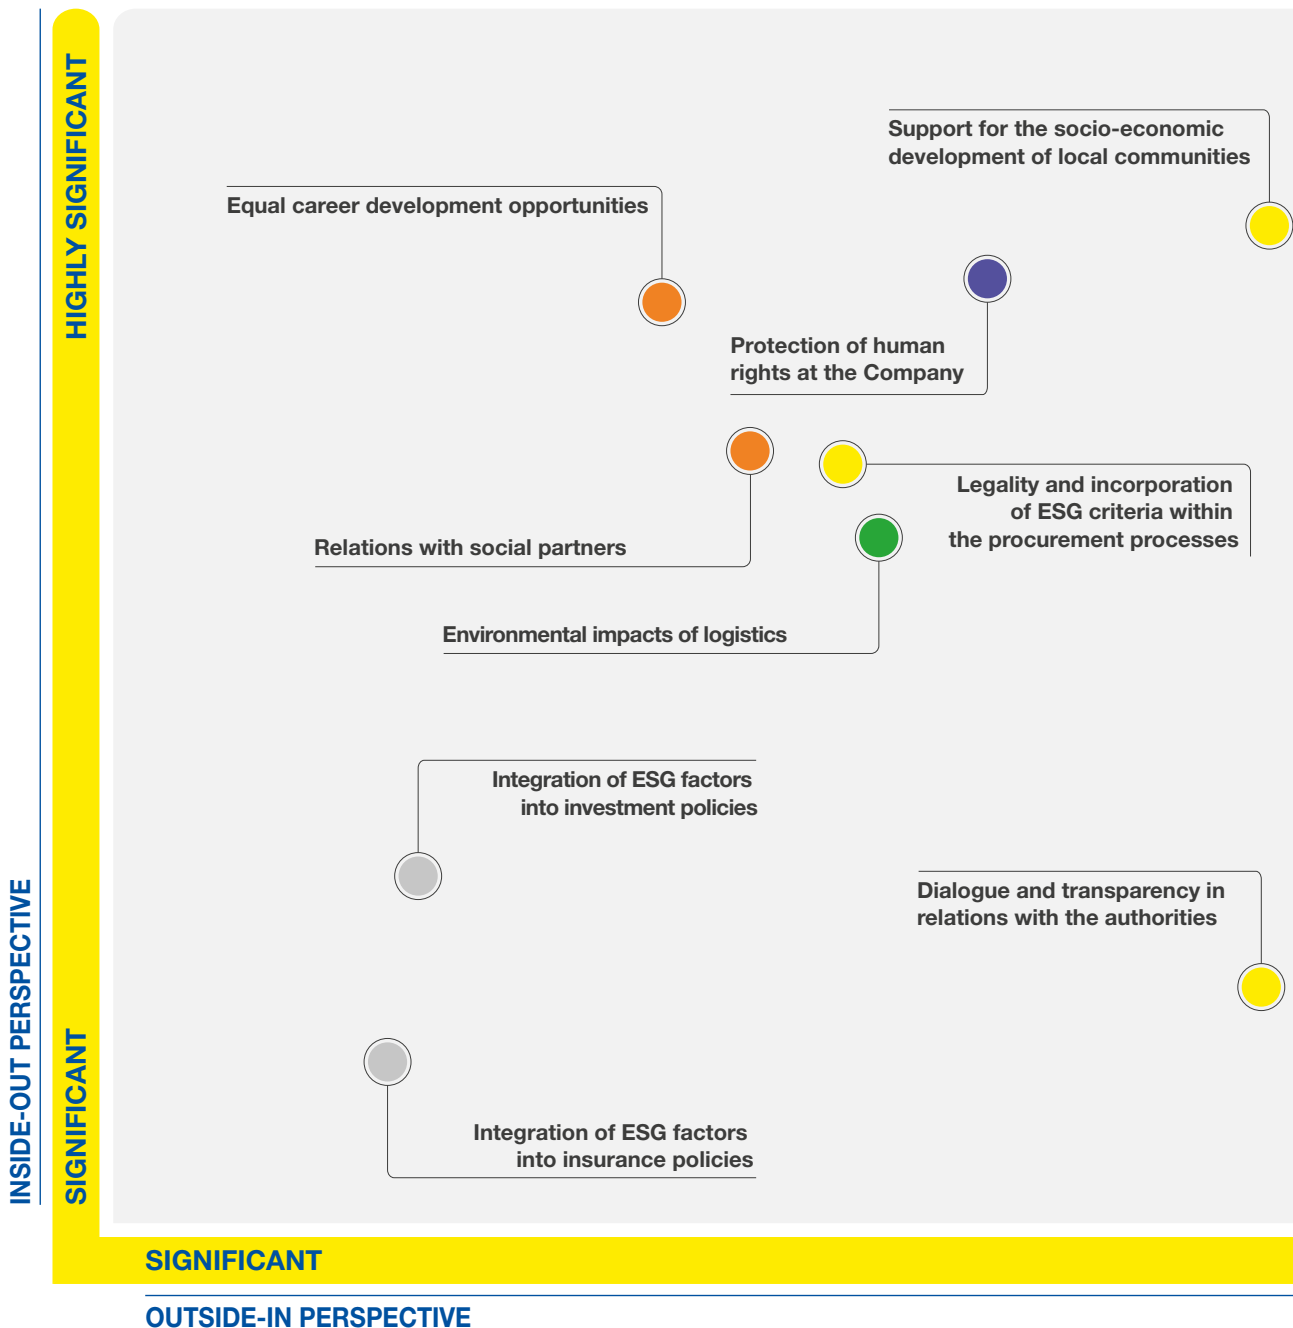 HIGHLY SIGNIFICANT
Support for the socio-economic
development of local communities
Equal career development opportunities
Protection of human
rights at the Company
Legality and incorporation
of ESG criteria within
the procurement processes
Relations with social partners
Environmental impacts of logistics
Integration of ESG factors
into investment policies
Dialogue and transparency in
relations with the authorities
INSIDE-OUT PERSPECTIVE
SIGNIFICANT
Integration of ESG factors
into insurance policies
SIGNIFICANT
OUTSIDE-IN PERSPECTIVE